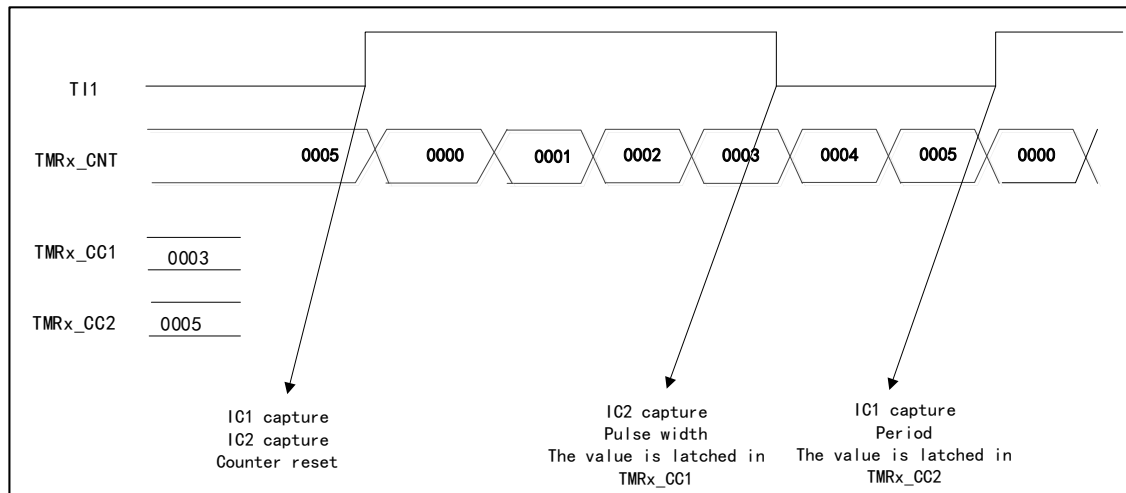 TI1
TMRx_CNT
0005 0000 0001 0002 0003 0004 0005 0000
TMRx_CC1
0003
TMRx_CC2
0005
IC1 capture
IC2 capture
Counter reset
IC2 capture
Pulse width
The value is latched in
TMRx_CC1
IC1 capture
Period
The value is latched in
TMRx_CC2